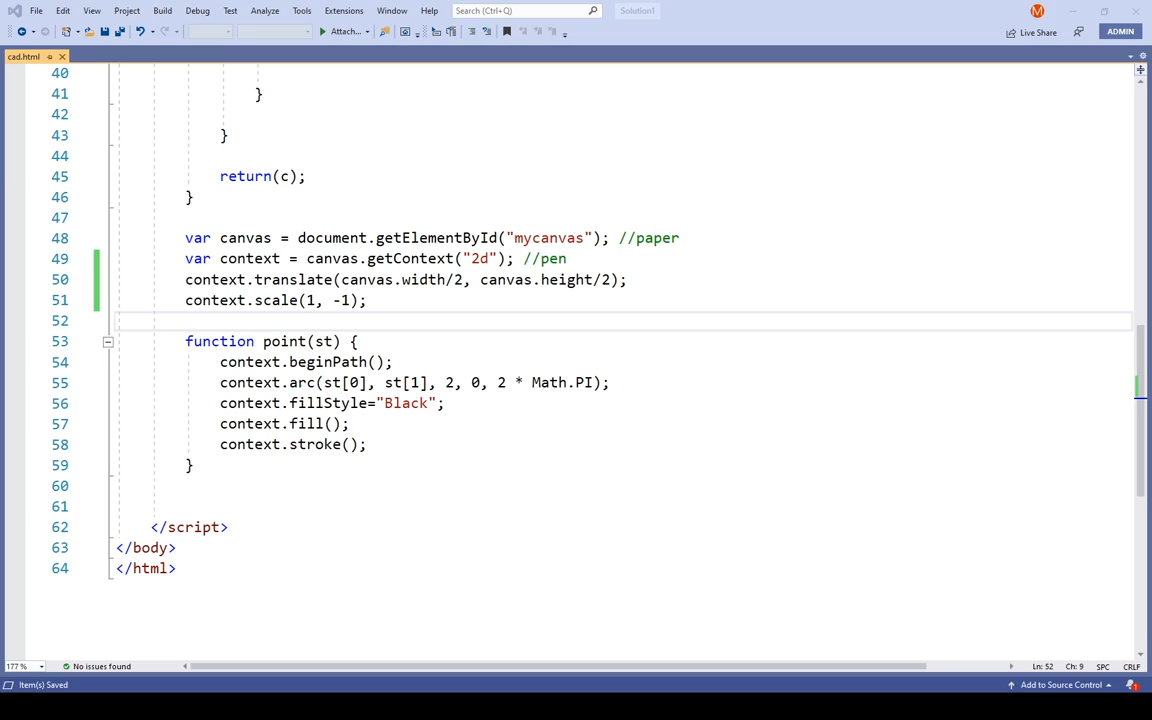 File Edit View Project Build Debug Test Analyze Tools Extensions Window Help Search (Ctrl+Q) Solution1 M
Attach... Live Share ADMIN
cad.html
40
41 }
42
43 }
44
45 return(c);
46 }
47
48 var canvas = document.getElementById("mycanvas"); //paper
49 var context = canvas.getContext("2d"); //pen
50 context.translate(canvas.width/2, canvas.height/2);
51 context.scale(1, -1);
52
53 function point(st) {
54 context.beginPath();
55 context.arc(st[0], st[1], 2, 0, 2 * Math.PI);
56 context.fillStyle="Black";
57 context.fill();
58 context.stroke();
59 }
60
61
62 </script>
63 </body>
64 </html>
177 % No issues found Ln: 52 Ch: 9 SPC CRLF
Item(s) Saved Add to Source Control 1